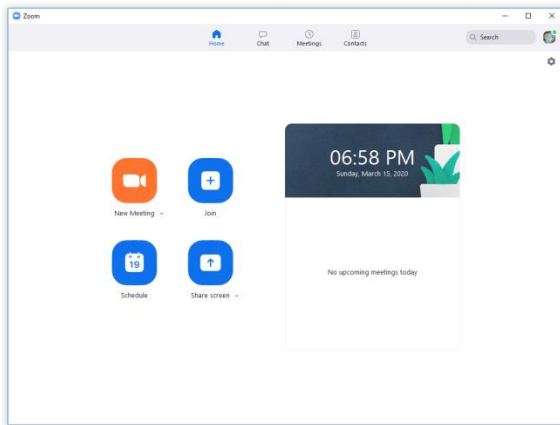 Zoom
Home
Chat
Meetings
Contacts
Search
06:58 PM
Sunday, March 15, 2020
New Meeting
Join
19
Schedule
Share screen
No upcoming meetings today